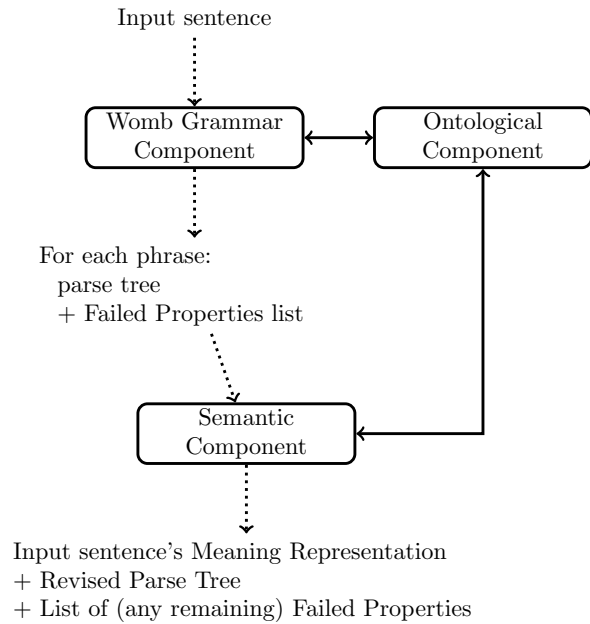 Input sentence
Womb Grammar
Component
Ontological
Component
For each phrase:
parse tree
+ Failed Properties list
Semantic
Component
Input sentence's Meaning Representation
+ Revised Parse Tree
+ List of (any remaining) Failed Properties